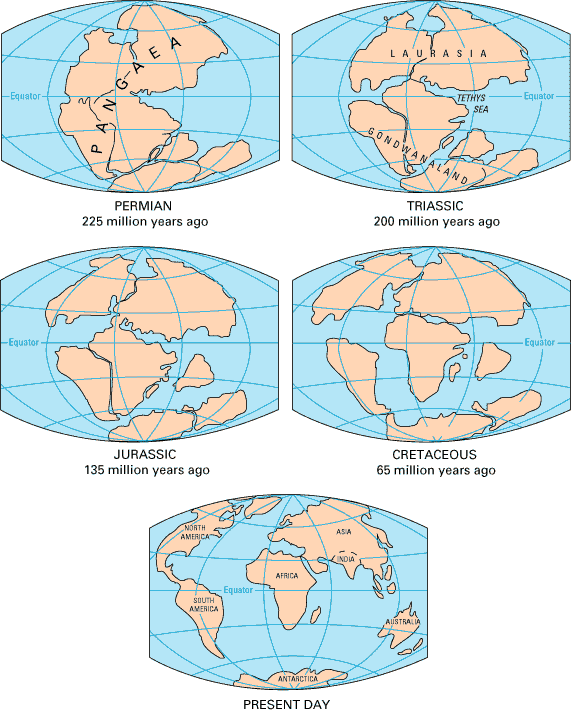 PANGAEA
Equator
PERMIAN
225 million years ago
LAURASIA
TETHYS
SEA
Equator
GONDWANALAND
TRIASSIC
200 million years ago
Equator
JURASSIC
135 million years ago
Equator
CRETACEOUS
65 million years ago
NORTH
AMERICA
ASIA
INDIA
AFRICA
Equator
SOUTH
AMERICA
AUSTRALIA
ANTARCTICA
PRESENT DAY